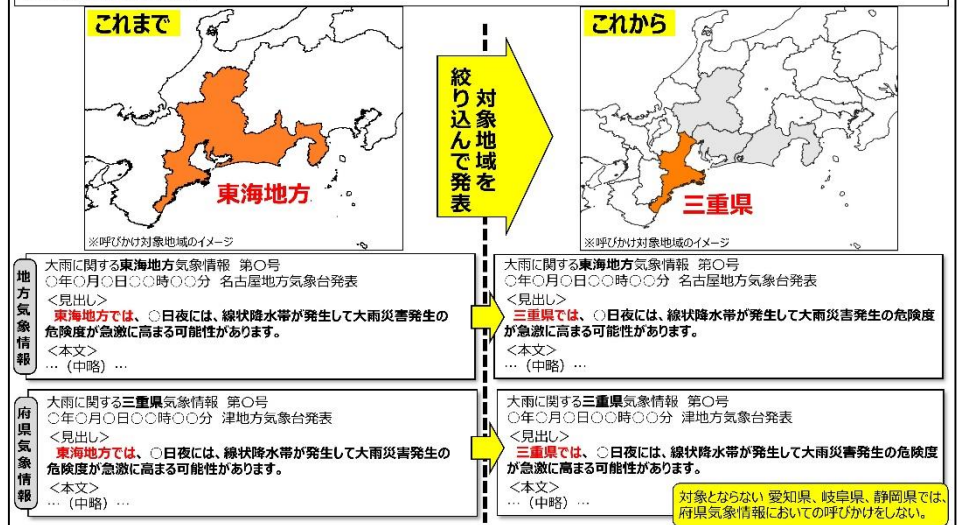 これまで
東海地方
※呼びかけ対象地域のイメージ
対象地域を
絞り込んで発表
これから
三重県
※呼びかけ対象地域のイメージ
地方気象情報
大雨に関する東海地方気象情報 第○号
○年○月○日○○時○○分 名古屋地方気象台発表
<見出し>
東海地方では、○日夜には、線状降水帯が発生して大雨災害発生の
危険度が急激に高まる可能性があります。
<本文>
…（中略）…
大雨に関する東海地方気象情報 第○号
○年○月○日○○時○○分 名古屋地方気象台発表
<見出し>
三重県では、○日夜には、線状降水帯が発生して大雨災害発生の危険度
が急激に高まる可能性があります。
<本文>
…（中略）…
府県気象情報
大雨に関する三重県気象情報 第○号
○年○月○日○○時○○分 津地方気象台発表
<見出し>
東海地方では、○日夜には、線状降水帯が発生して大雨災害発生の
危険度が急激に高まる可能性があります。
<本文>
…（中略）…
大雨に関する三重県気象情報 第○号
○年○月○日○○時○○分 津地方気象台発表
<見出し>
三重県では、○日夜には、線状降水帯が発生して大雨災害発生の危険度
が急激に高まる可能性があります。
<本文>
…（中略）…
対象とならない愛知県、岐阜県、静岡県では、
府県気象情報においての呼びかけをしない。